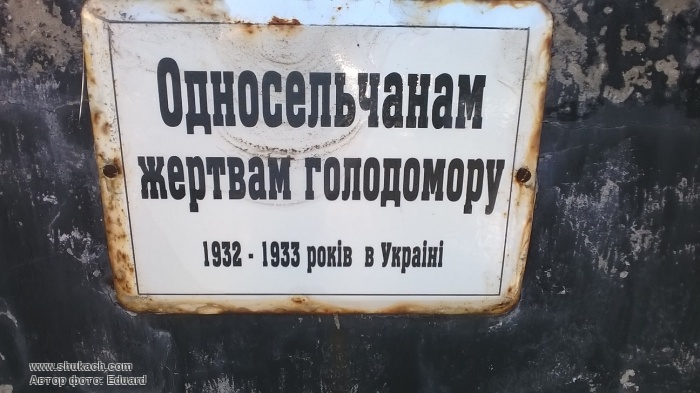 Односельчанам
жертвам голодомору
1932 - 1933 років в Україні
www.shukach.com
Автор фото: Eduard